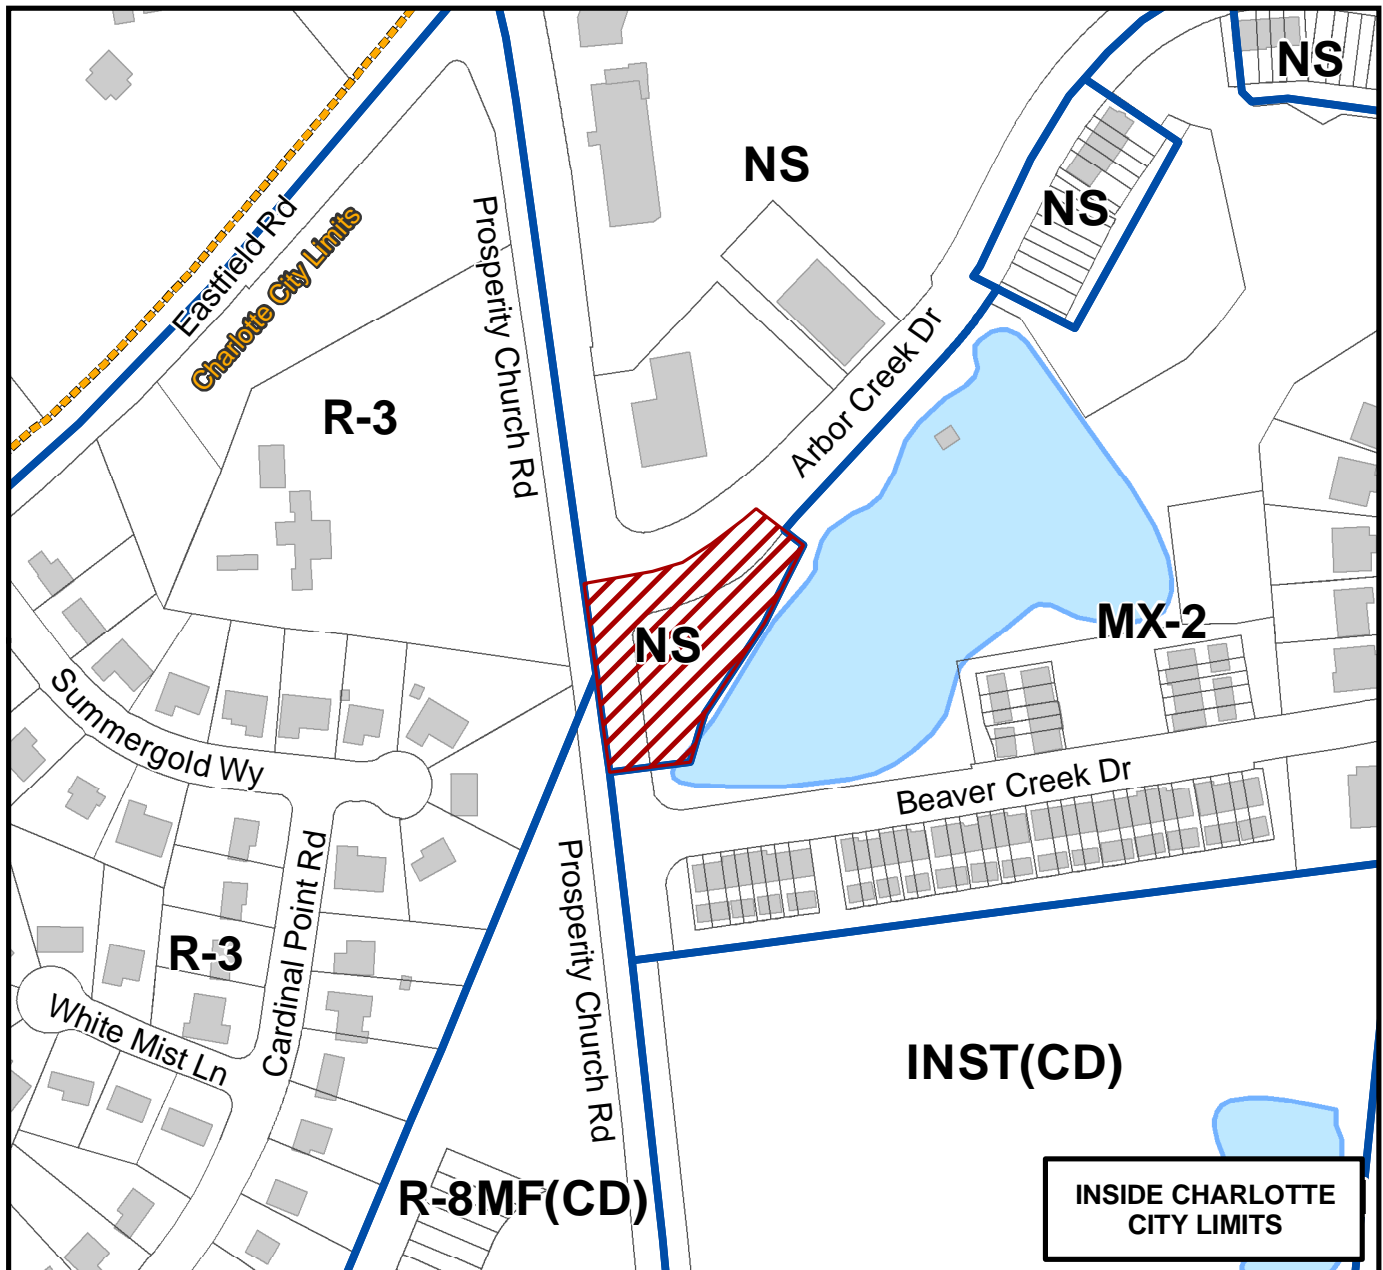 NS
NS
NS
Eastfield Rd
Charlotte City Limits
Prosperity Church Rd
R-3
Arbor Creek Dr
NS
MX-2
Summergold Wy
Beaver Creek Dr
Cardinal Point Rd
Prosperity Church Rd
R-3
White Mist Ln
INST(CD)
R-8MF(CD)
INSIDE CHARLOTTE
CITY LIMITS